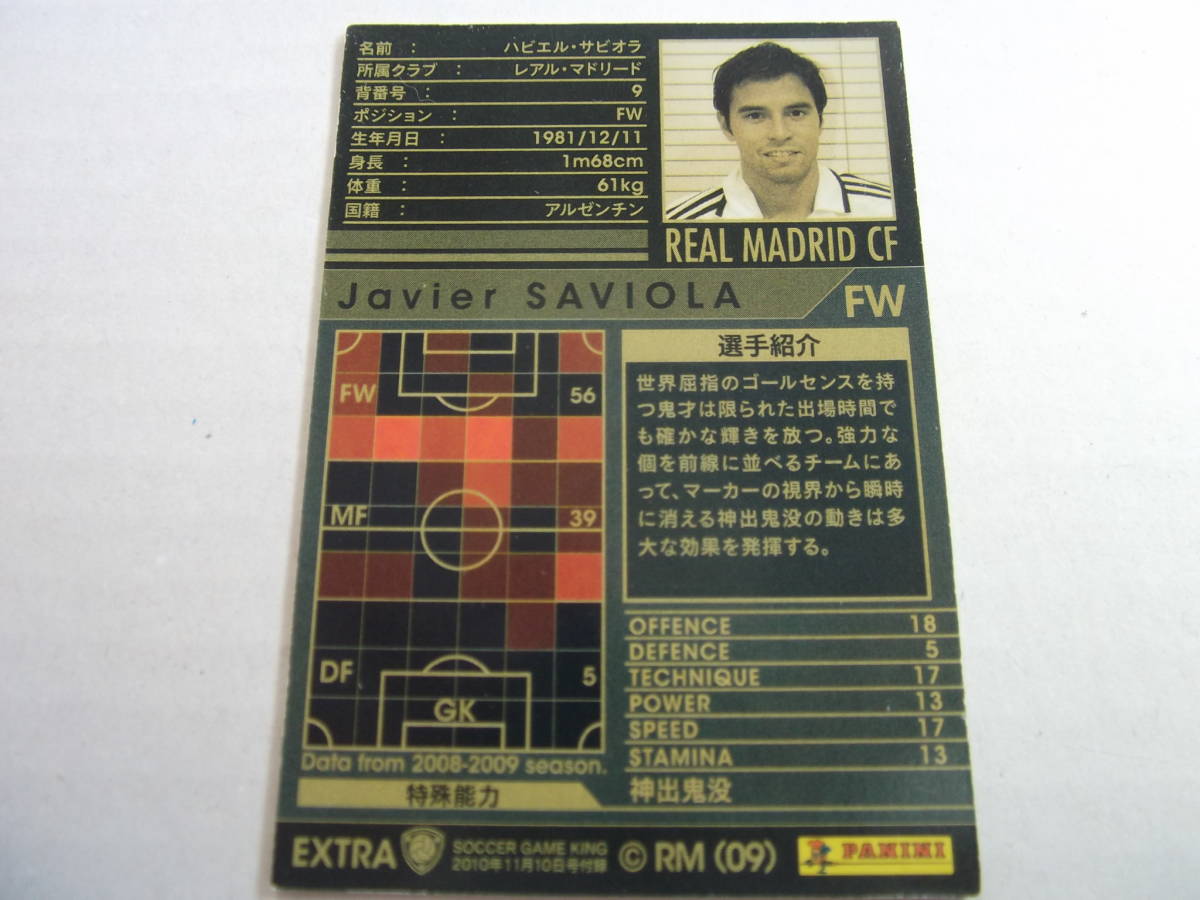 名前 : ハビエル・サビオラ
所属クラブ : レアル・マドリード
背番号 : 9
ポジション : FW
生年月日 : 1981/12/11
身長 : 1m68cm
体重 : 61kg
国籍 : アルゼンチン
REAL MADRID CF
Javier SAVIOLA
FW
FW 56
MF 39
DF 5
GK
Data from 2008-2009 season.
選手紹介
世界屈指のゴールセンスを持
つ鬼才は限られた出場時間で
も確かな輝きを放つ。強力な
個を前線に並べるチームにあ
って、マーカーの視界から瞬時
に消える神出鬼没の動きは多
大な効果を発揮する。
OFFENCE 18
DEFENCE 5
TECHNIQUE 17
POWER 13
SPEED 17
STAMINA 13
特殊能力 神出鬼没
EXTRA
SOCCER GAME KING
2010年11月10日号付録
© RM (09)
PANINI